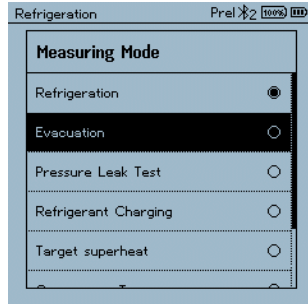 Refrigeration Prel 2 100%
Measuring Mode
Refrigeration
Evacuation
Pressure Leak Test
Refrigerant Charging
Target superheat